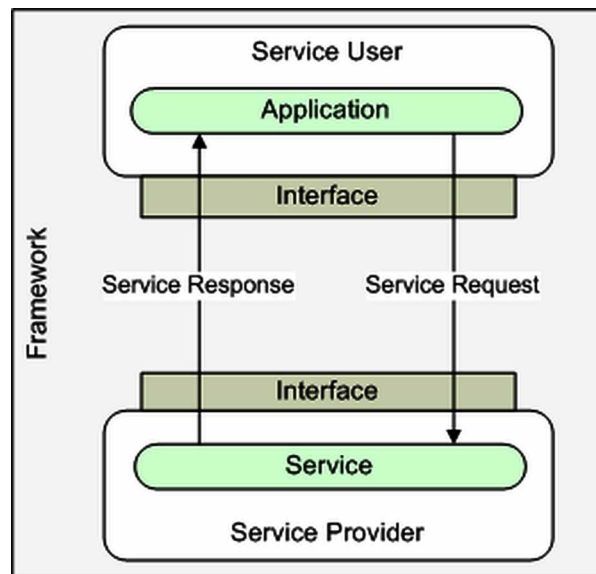 Service User
Application
Interface
Framework
Service Response
Service Request
Interface
Service
Service Provider